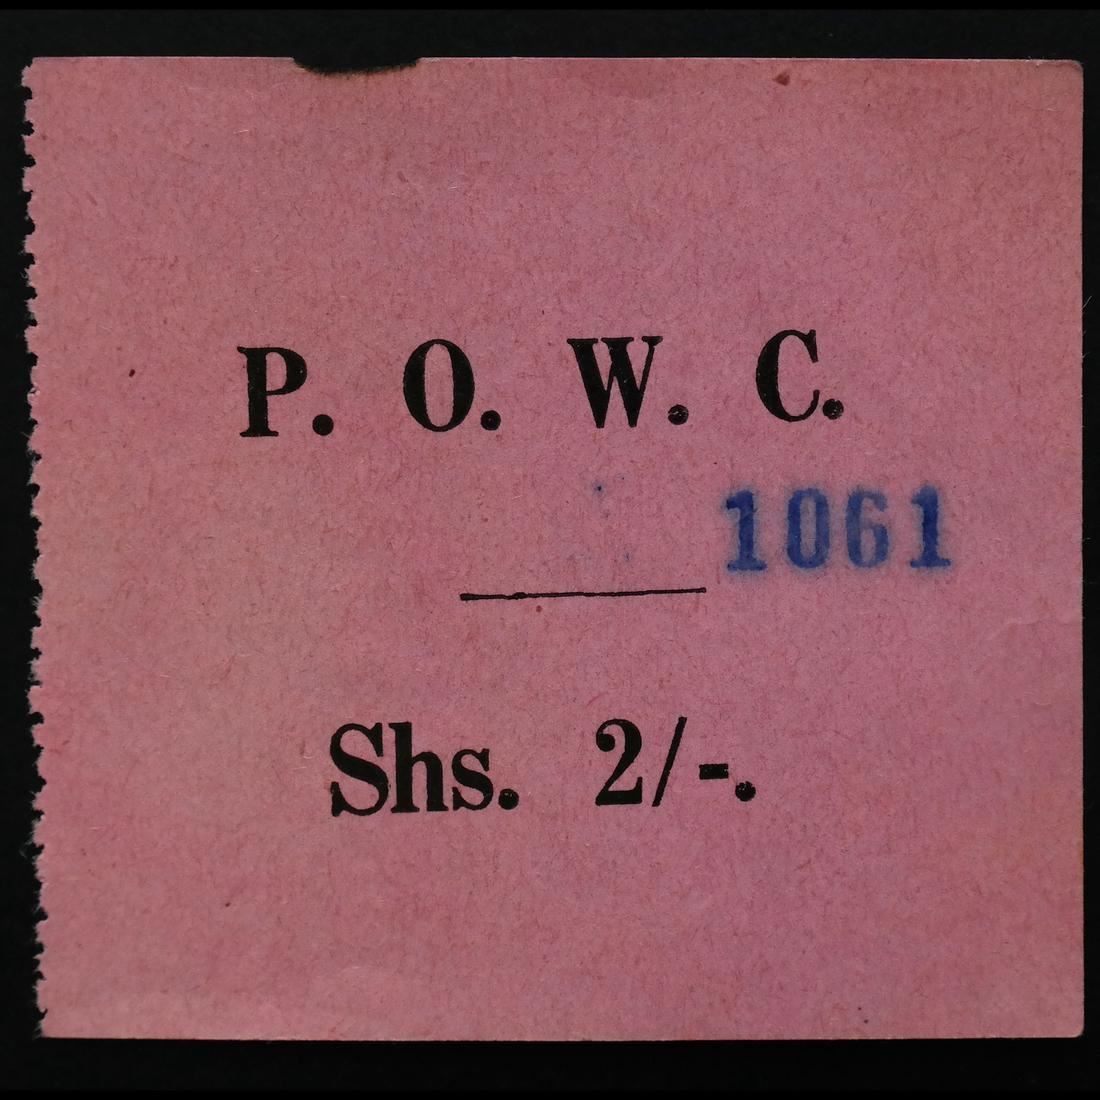 P. O. W. C.
1061
Shs. 2/-.